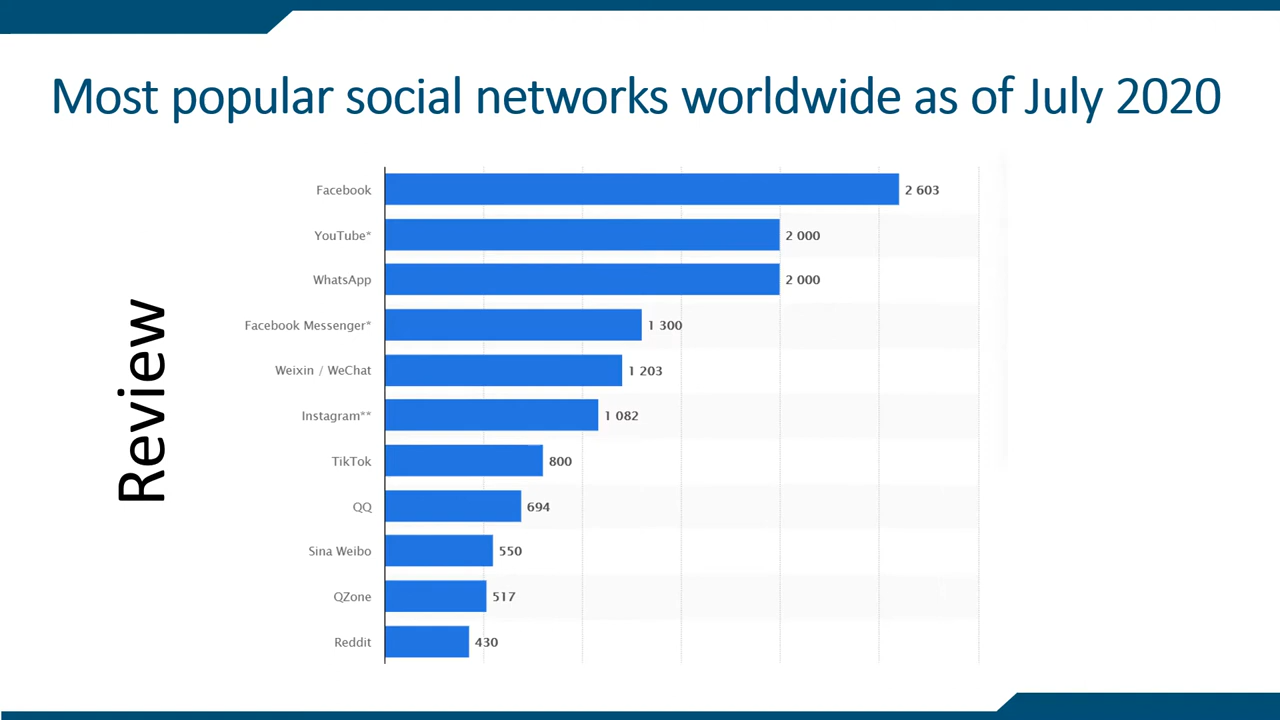 Most popular social networks worldwide as of July 2020
Review
Facebook 2 603
YouTube* 2 000
WhatsApp 2 000
Facebook Messenger* 1 300
Weixin / WeChat 1 203
Instagram** 1 082
TikTok 800
QQ 694
Sina Weibo 550
QZone 517
Reddit 430